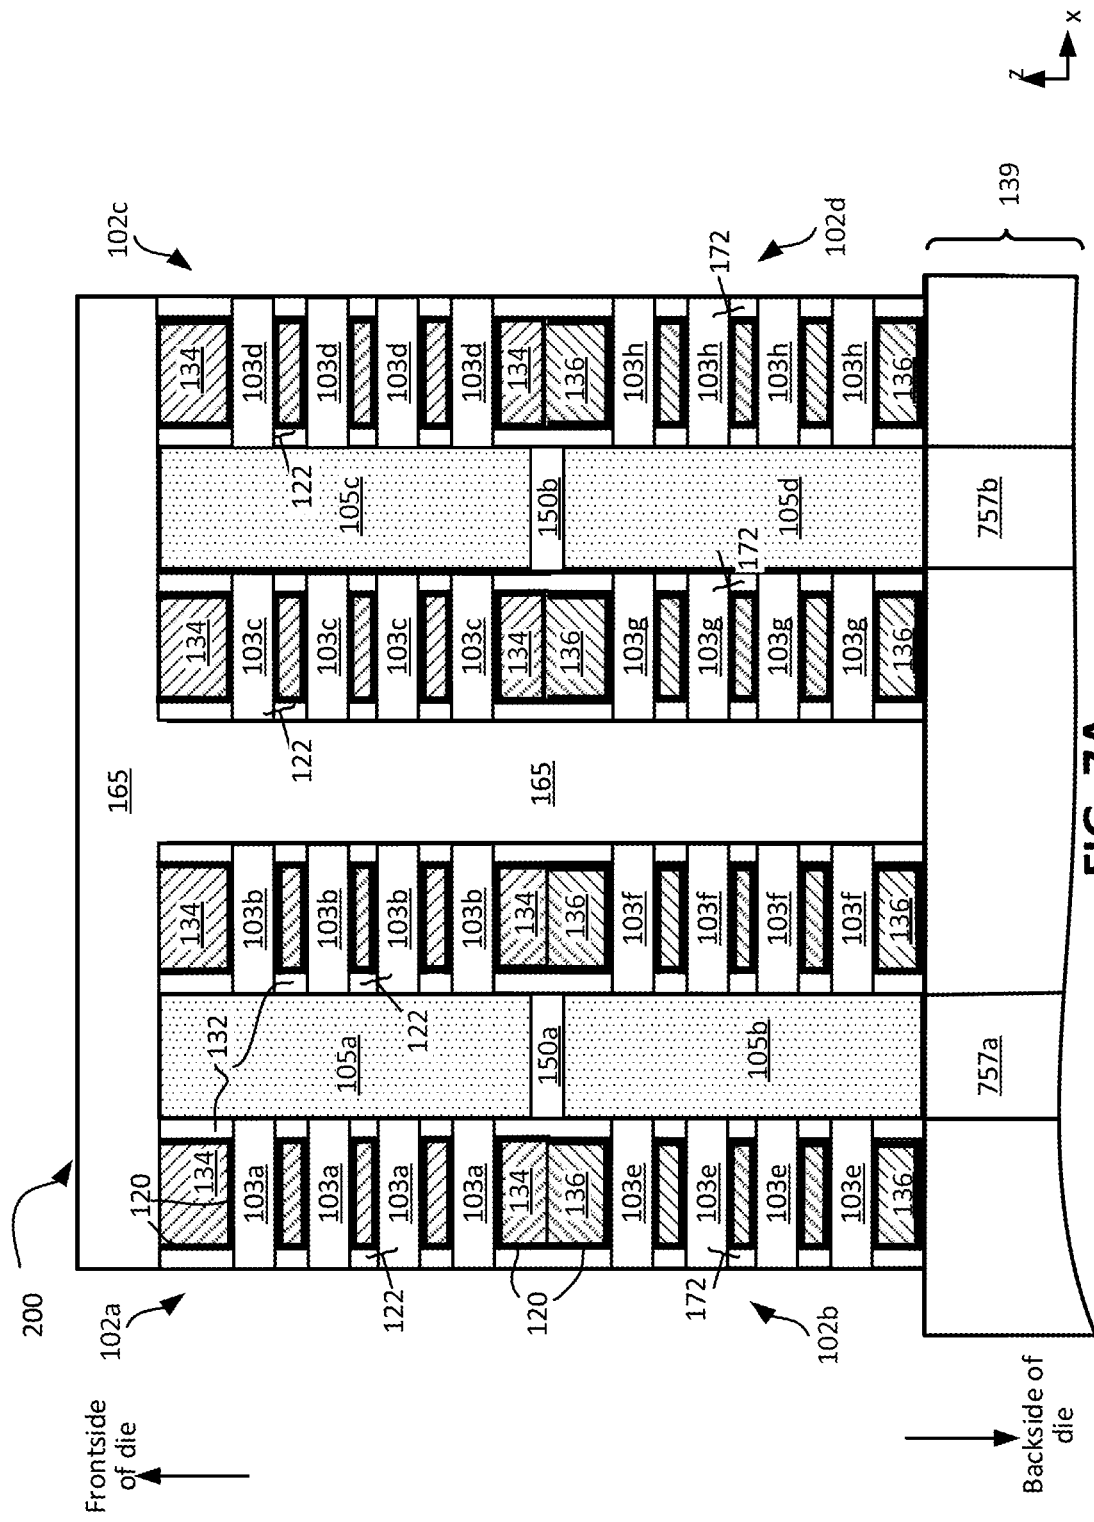 200
Frontside
of die
102a
102c
165
120
134 134 134 134
132
103a 103b 103c 103d
122 122
103a 103b 103c 103d
105a 105c
103a 103b 103c 103d
122 122
103a 103b 103c 103d
134 134 134 134
120
150a 165 150b
136 136 136 136
103e 103f 103g 103h
172 172 172
103e 103f 103g 103h
105b 105d
103e 103f 103g 103h
102b 102d
103e 103f 103g 103h
136 136 136 136
757a 757b
139
Backside of
die
z
x
FIG. 7A